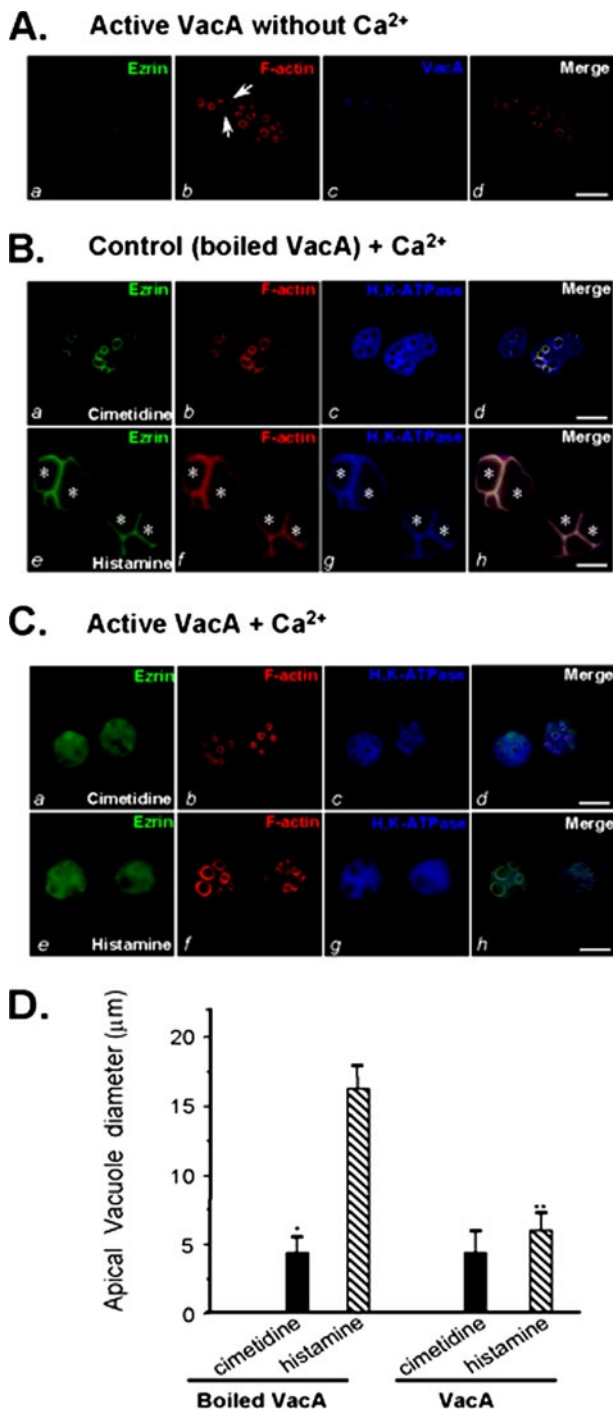 A. Active VacA without Ca²⁺
Ezrin F-actin VacA Merge
a b c d
B. Control (boiled VacA) + Ca²⁺
Ezrin F-actin H,K-ATPase Merge
a Cimetidine b c d
Ezrin F-actin H,K-ATPase Merge
* * * * * * * *
* * * * * * * *
e Histamine f g h
C. Active VacA + Ca²⁺
Ezrin F-actin H,K-ATPase Merge
a Cimetidine b c d
Ezrin F-actin H,K-ATPase Merge
e Histamine f g h
D.
Apical Vacuole diameter (μm)
20
15
10
5
0
* **
cimetidine histamine cimetidine histamine
Boiled VacA VacA